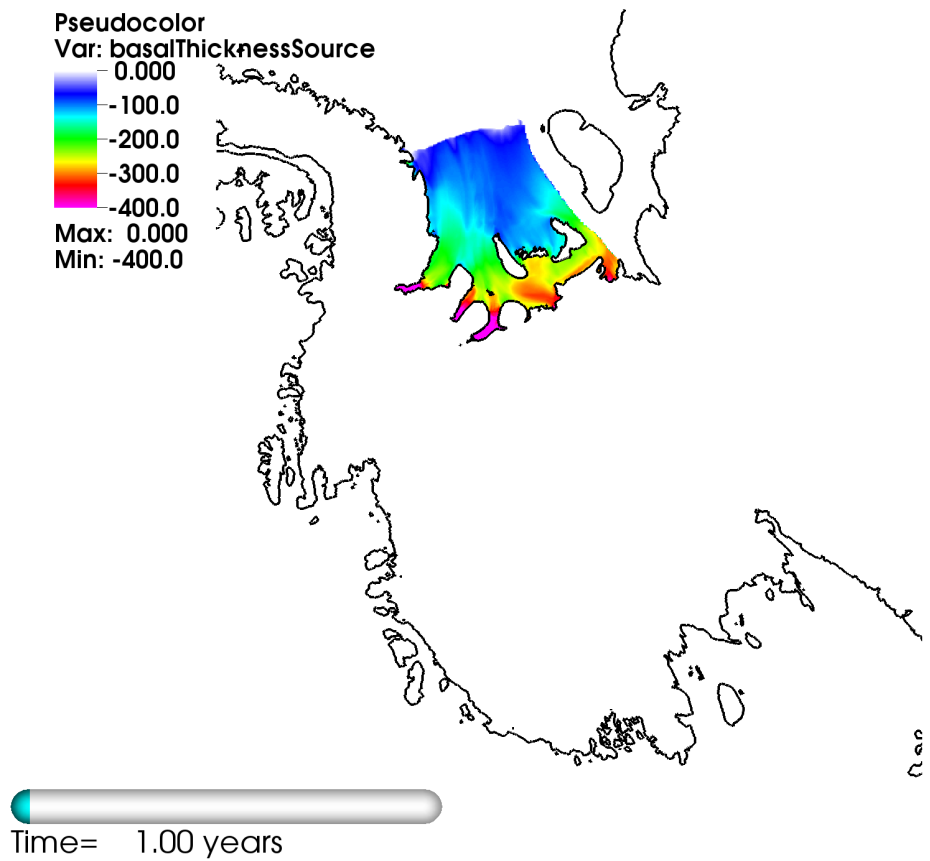 Pseudocolor
Var: basalThicknessSource
0.000
-100.0
-200.0
-300.0
-400.0
Max: 0.000
Min: -400.0
Time= 1.00 years